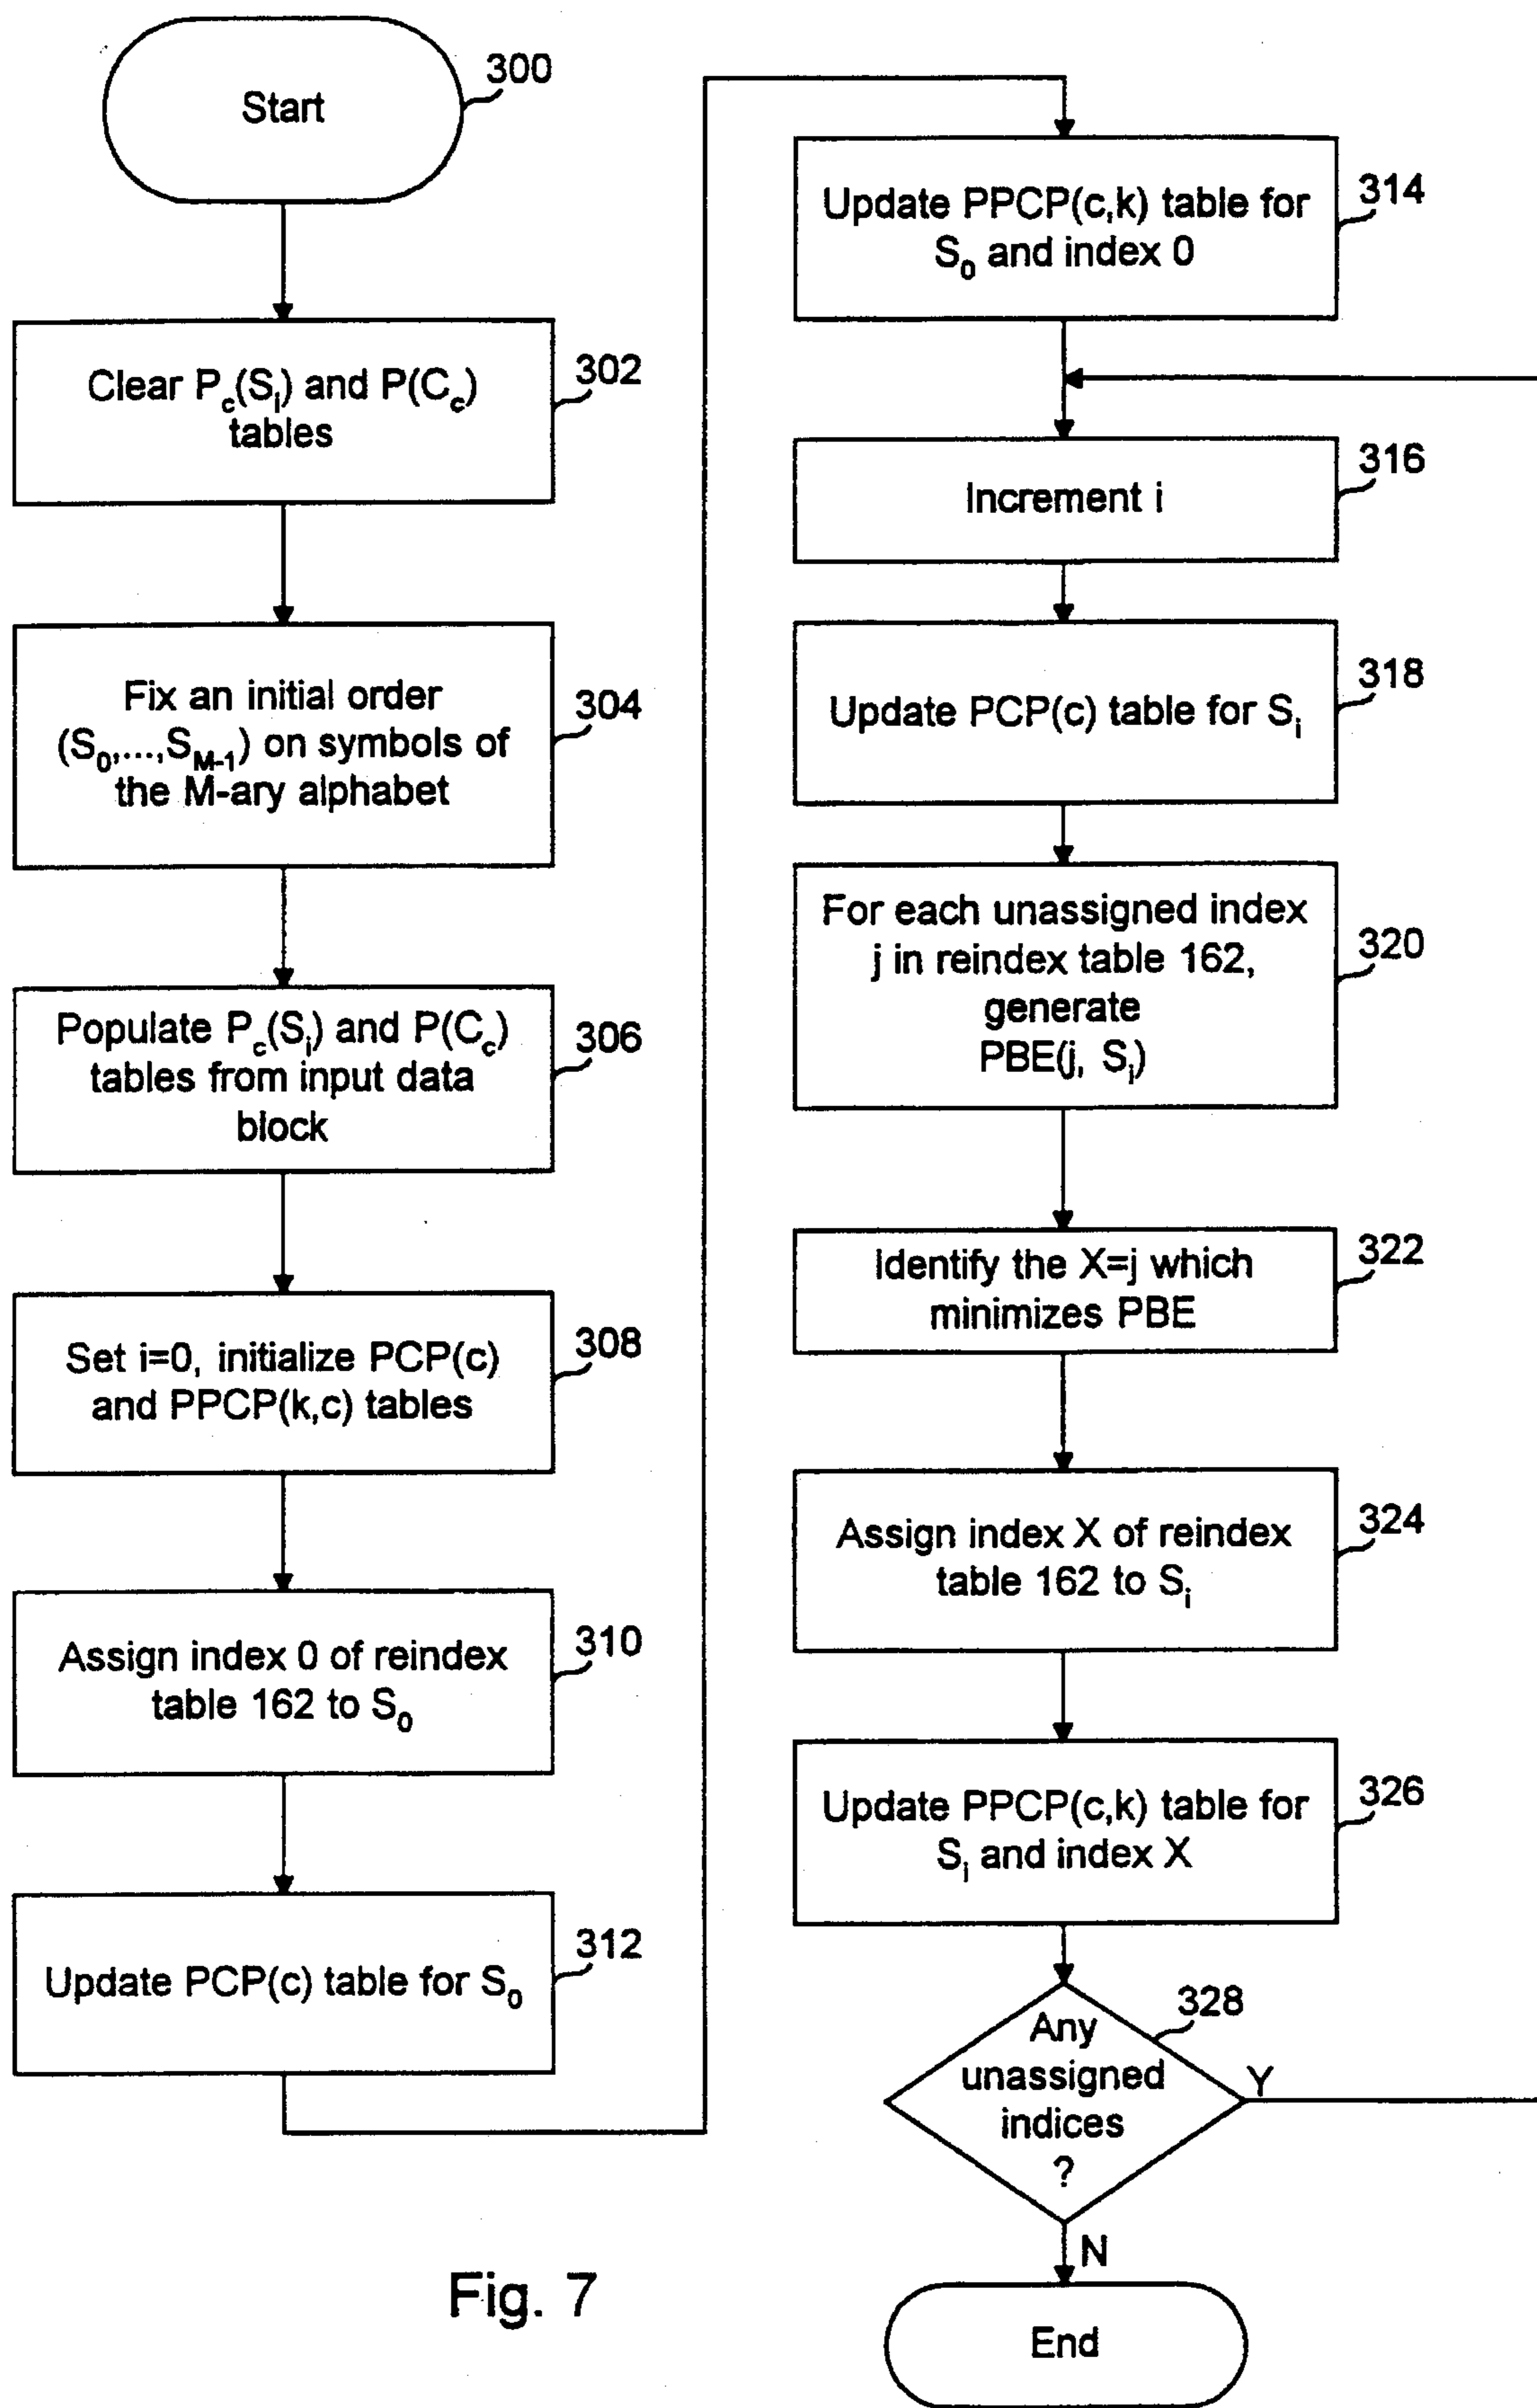 Start
300
Clear P_c(S_i) and P(C_c)
tables
302
Fix an initial order
(S_0,...,S_{M-1}) on symbols of
the M-ary alphabet
304
Populate P_c(S_i) and P(C_c)
tables from input data
block
306
Set i=0, initialize PCP(c)
and PPCP(k,c) tables
308
Assign index 0 of reindex
table 162 to S_0
310
Update PCP(c) table for S_0
312
Update PPCP(c,k) table for
S_0 and index 0
314
Increment i
316
Update PCP(c) table for S_i
318
For each unassigned index
j in reindex table 162,
generate
PBE(j, S_i)
320
Identify the X=j which
minimizes PBE
322
Assign index X of reindex
table 162 to S_i
324
Update PPCP(c,k) table for
S_i and index X
326
Any
unassigned
indices
?
328
Y
N
End
Fig. 7